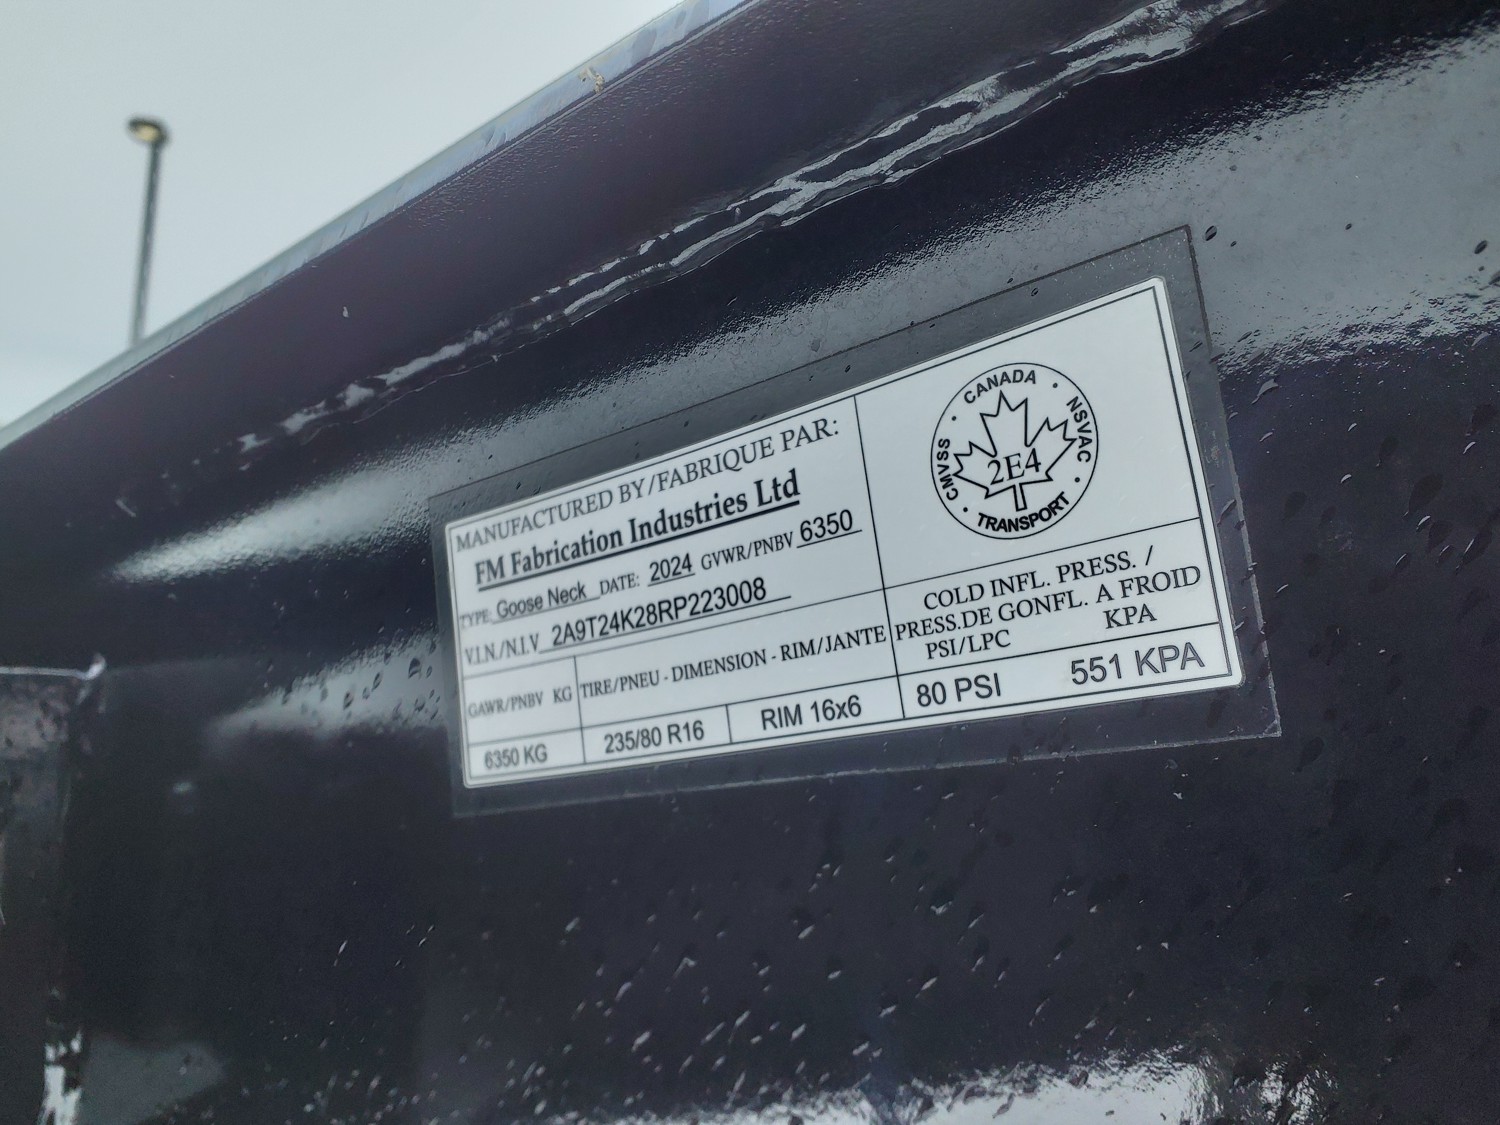 MANUFACTURED BY/FABRIQUE PAR:
FM Fabrication Industries Ltd
TYPE: Goose Neck DATE: 2024 GVWR/PNBV 6350
V.I.N./N.I.V 2A9T24K28RP223008
CANADA
CMVSS NSVAC
2E4
TRANSPORT
COLD INFL. PRESS. /
PRESS.DE GONFL. A FROID
PSI/LPC KPA
GAWR/PNBV KG TIRE/PNEU - DIMENSION - RIM/JANTE
6350 KG 235/80 R16 RIM 16x6 80 PSI 551 KPA